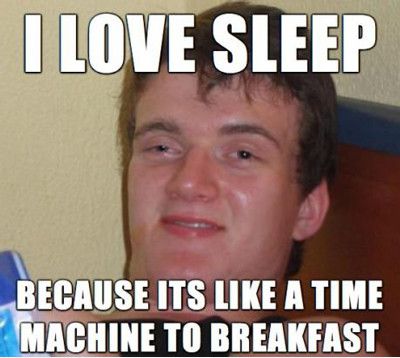 I LOVE SLEEP
BECAUSE ITS LIKE A TIME
MACHINE TO BREAKFAST